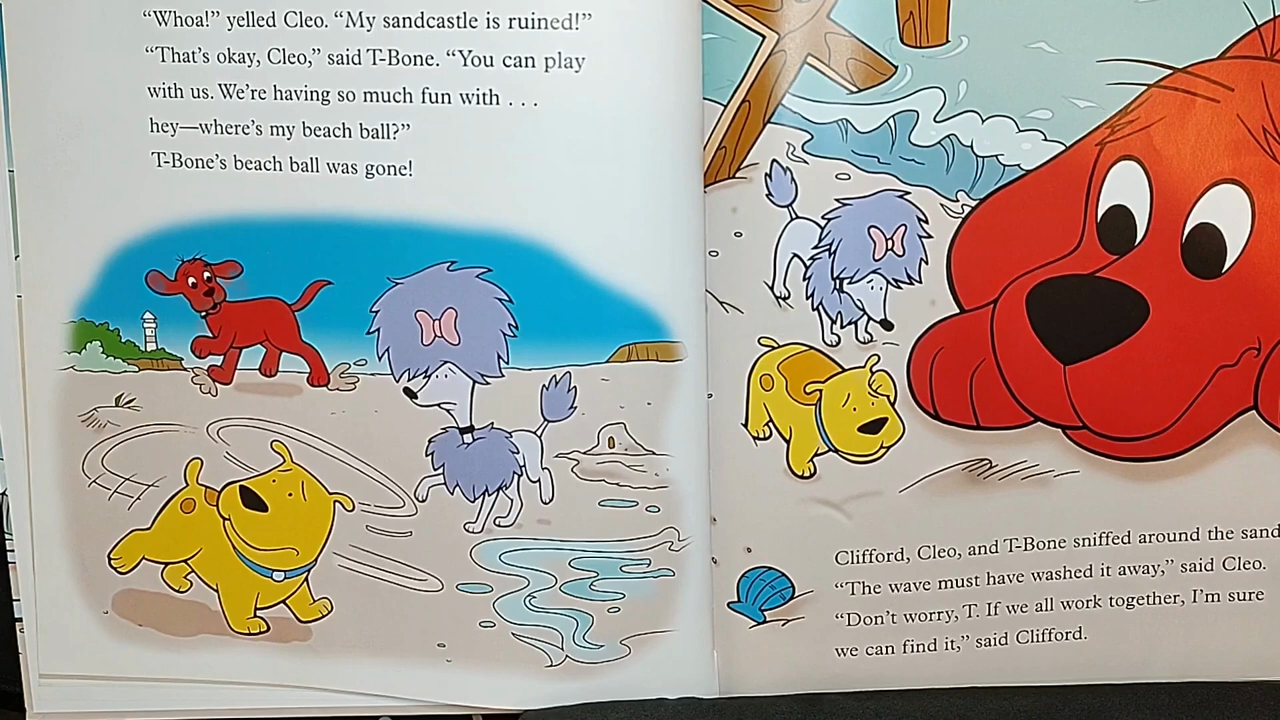 “Whoa!” yelled Cleo. “My sandcastle is ruined!”
“That’s okay, Cleo,” said T-Bone. “You can play
with us. We’re having so much fun with . . .
hey—where’s my beach ball?”
T-Bone’s beach ball was gone!
Clifford, Cleo, and T-Bone sniffed around the sand
“The wave must have washed it away,” said Cleo.
“Don’t worry, T. If we all work together, I’m sure
we can find it,” said Clifford.